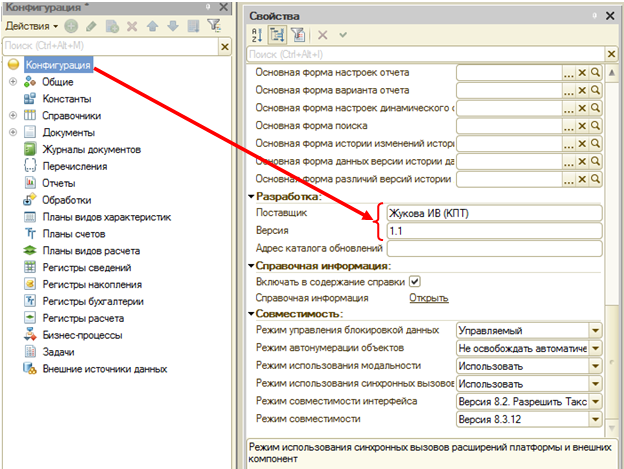 Конфигурация *
Действия
Поиск (Ctrl+Alt+M)
Конфигурация
Общие
Константы
Справочники
Документы
Журналы документов
Перечисления
Отчеты
Обработки
Планы видов характеристик
Планы счетов
Планы видов расчета
Регистры сведений
Регистры накопления
Регистры бухгалтерии
Регистры расчета
Бизнес-процессы
Задачи
Внешние источники данных
Свойства
Поиск (Ctrl+Alt+I)
Основная форма настроек отчета
Основная форма варианта отчета
Основная форма настроек динамического с
Основная форма поиска
Основная форма истории изменений истори
Основная форма данных версии истории да
Основная форма различий версий истории
Разработка:
Поставщик Жукова ИВ (КПТ)
Версия 1.1
Адрес каталога обновлений
Справочная информация:
Включать в содержание справки
Справочная информация Открыть
Совместимость:
Режим управления блокировкой данных Управляемый
Режим автонумерации объектов Не освобождать автоматиче
Режим использования модальности Использовать
Режим использования синхронных вызовов Использовать
Режим совместимости интерфейса Версия 8.2. Разрешить Такс
Режим совместимости Версия 8.3.12
Режим использования синхронных вызовов расширений платформы и внешних
компонент